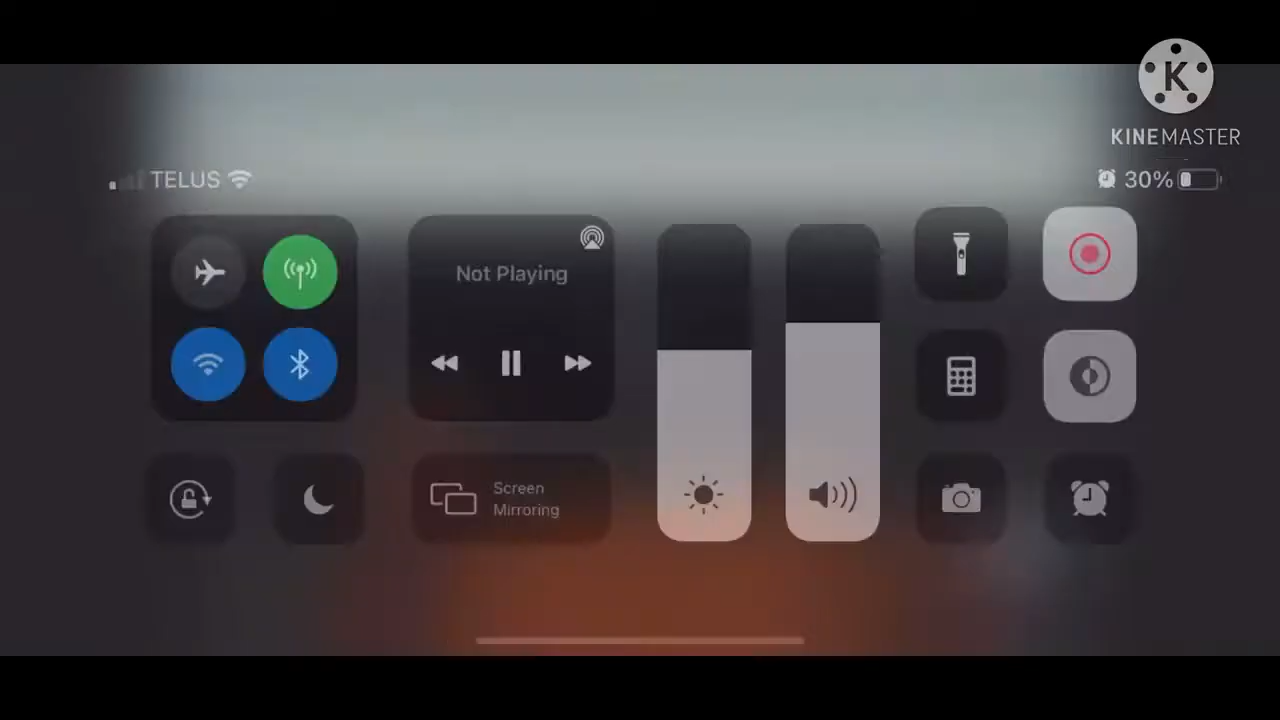 K
KINEMASTER
TELUS
30%
Not Playing
Screen
Mirroring